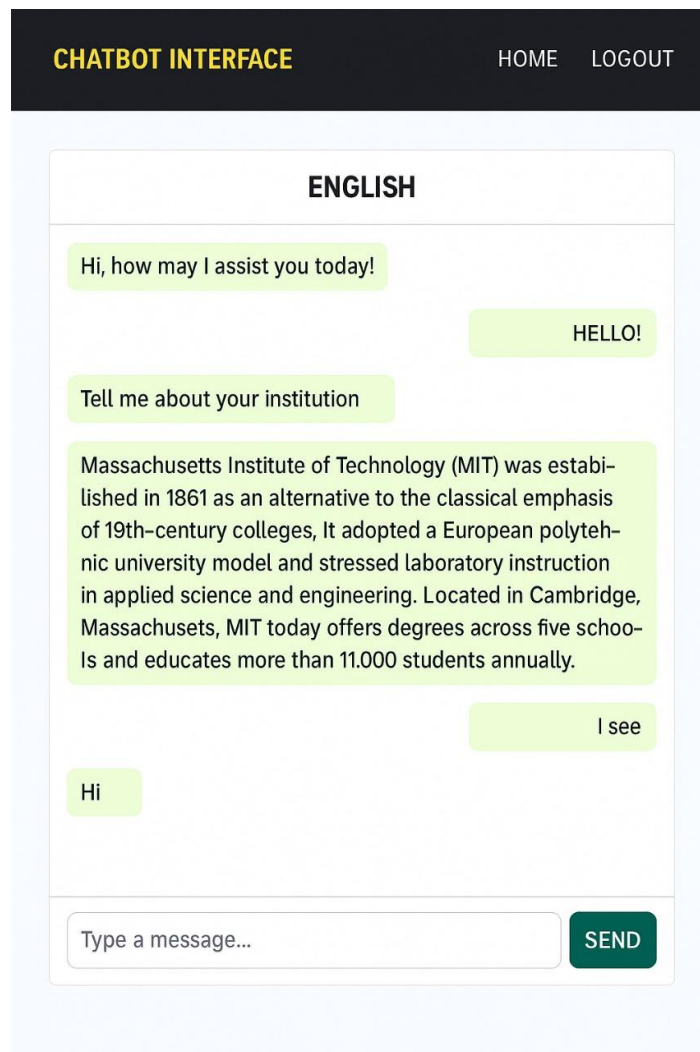 CHATBOT INTERFACE HOME LOGOUT
ENGLISH
Hi, how may I assist you today!
HELLO!
Tell me about your institution
Massachusetts Institute of Technology (MIT) was estabi-
lished in 1861 as an alternative to the classical emphasis
of 19th-century colleges, It adopted a European polyteh-
nic university model and stressed laboratory instruction
in applied science and engineering. Located in Cambridge,
Massachusets, MIT today offers degrees across five schoo-
ls and educates more than 11.000 students annually.
I see
Hi
Type a message...
SEND